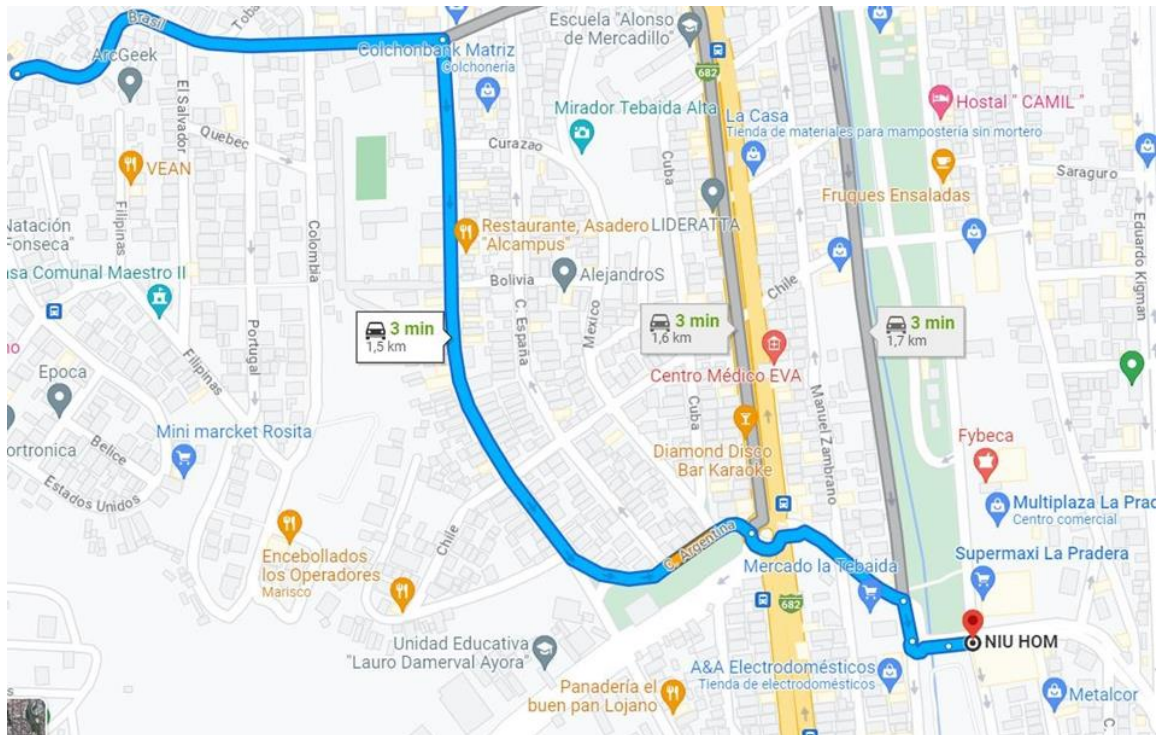 Brasil
ArcGeek
El Salvador
Quebec
VEAN
Filipinas
Colombia
Colchonbank Matriz
Colchonería
Escuela "Alonso
de Mercadillo"
682
Mirador Tebaida Alta
Curazao
Cuba
La Casa
Tienda de materiales para mampostería sin mortero
Hostal " CAMIL "
Fruques Ensaladas
Saraguro
LIDERATTA
Restaurante, Asadero
"Alcampus"
Bolivia
AlejandroS
C. España
Mexico
Chile
Eduardo Kigman
Natación
Fonseca"
asa Comunal Maestro II
Portugal
Filipinas
3 min
1,5 km
3 min
1,6 km
3 min
1,7 km
Centro Médico EVA
Cuba
Manuel Zambrano
Epoca
ortronica
Belice
Estados Unidos
Mini marcket Rosita
Diamond Disco
Bar Karaoke
Fybeca
Multiplaza La Prad
Centro comercial
Chile
Encebollados
los Operadores
Marisco
C. Argentina
Mercado la Tebaida
Supermaxi La Pradera
682
NIU HOM
Unidad Educativa
"Lauro Damerval Ayora"
A&A Electrodomésticos
Tienda de electrodomésticos
Panadería el
buen pan Lojano
Metalcor